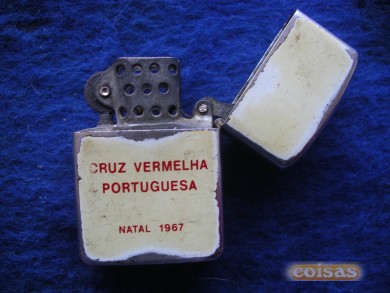 CRUZ VERMELHA
PORTUGUESA
NATAL 1967
coisas